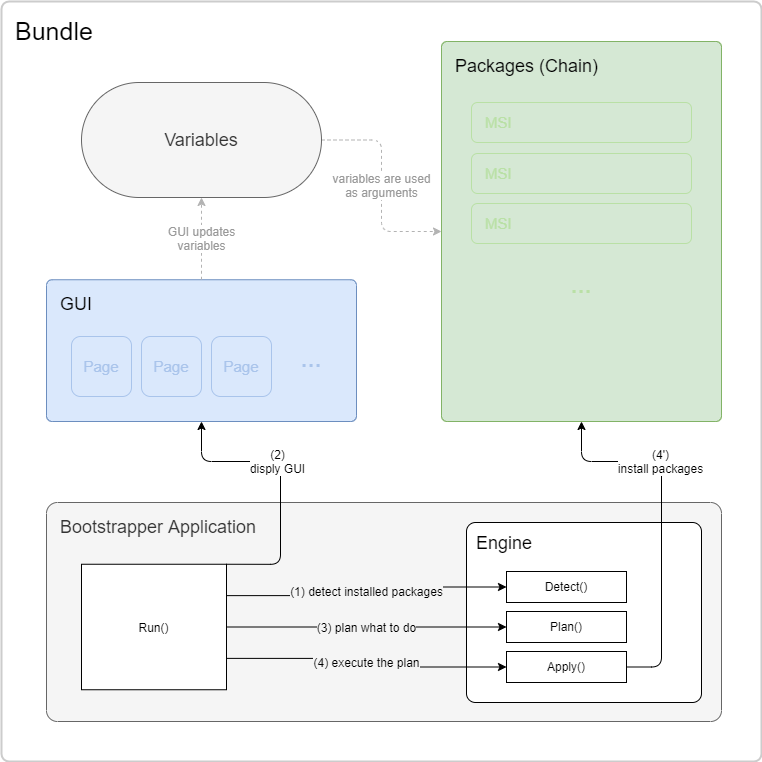 Bundle
Packages (Chain)
MSI
MSI
MSI
...
Variables
variables are used
as arguments
GUI updates
variables
GUI
Page
Page
Page
...
(2)
disply GUI
(4')
install packages
Bootstrapper Application
Engine
Run()
(1) detect installed packages
Detect()
(3) plan what to do
Plan()
(4) execute the plan
Apply()